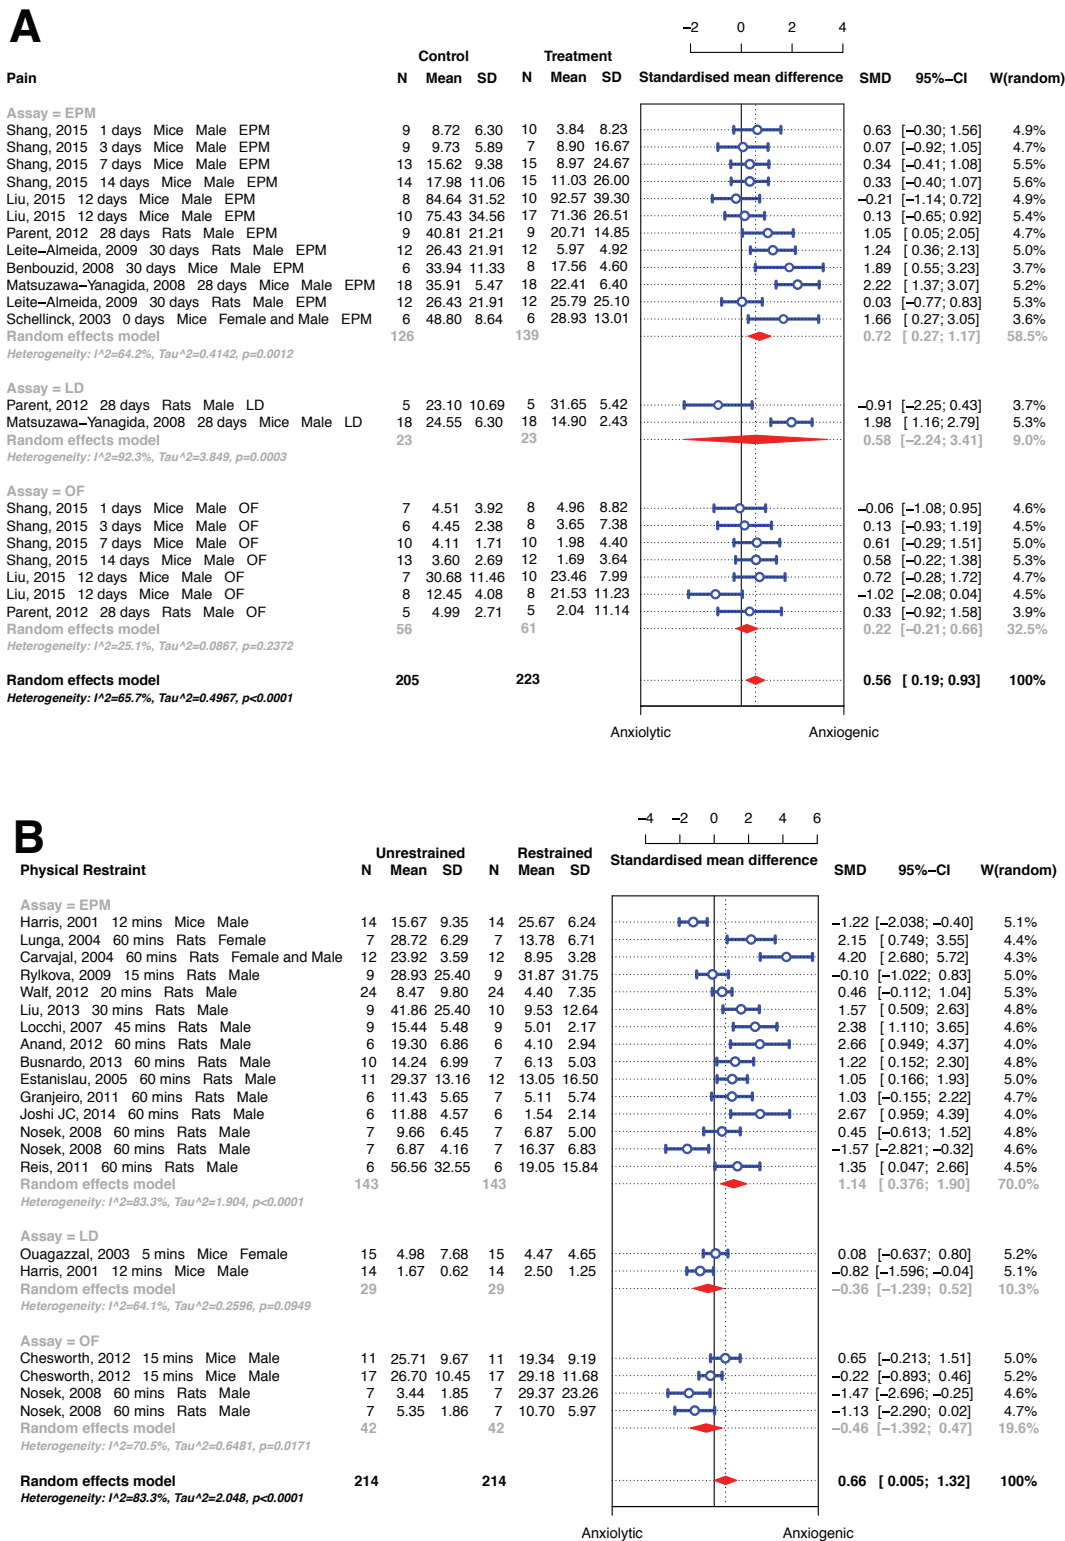 A
−2 0 2 4
Control Treatment
Pain N Mean SD N Mean SD Standardised mean difference SMD 95%−CI W(random)
Assay = EPM
Shang, 2015 1 days Mice Male EPM 9 8.72 6.30 10 3.84 8.23 0.63 [−0.30; 1.56] 4.9%
Shang, 2015 3 days Mice Male EPM 9 9.73 5.89 7 8.90 16.67 0.07 [−0.92; 1.05] 4.7%
Shang, 2015 7 days Mice Male EPM 13 15.62 9.38 15 8.97 24.67 0.34 [−0.41; 1.08] 5.5%
Shang, 2015 14 days Mice Male EPM 14 17.98 11.06 15 11.03 26.00 0.33 [−0.40; 1.07] 5.6%
Liu, 2015 12 days Mice Male EPM 8 84.64 31.52 10 92.57 39.30 −0.21 [−1.14; 0.72] 4.9%
Liu, 2015 12 days Mice Male EPM 10 75.43 34.56 17 71.36 26.51 0.13 [−0.65; 0.92] 5.4%
Parent, 2012 28 days Rats Male EPM 9 40.81 21.21 9 20.71 14.85 1.05 [ 0.05; 2.05] 4.7%
Leite−Almeida, 2009 30 days Rats Male EPM 12 26.43 21.91 12 5.97 4.92 1.24 [ 0.36; 2.13] 5.0%
Benbouzid, 2008 30 days Mice Male EPM 6 33.94 11.33 8 17.56 4.60 1.89 [ 0.55; 3.23] 3.7%
Matsuzawa−Yanagida, 2008 28 days Mice Male EPM 18 35.91 5.47 18 22.41 6.40 2.22 [ 1.37; 3.07] 5.2%
Leite−Almeida, 2009 30 days Rats Male EPM 12 26.43 21.91 12 25.79 25.10 0.03 [−0.77; 0.83] 5.3%
Schellinck, 2003 0 days Mice Female and Male EPM 6 48.80 8.64 6 28.93 13.01 1.66 [ 0.27; 3.05] 3.6%
Random effects model 126 139 0.72 [ 0.27; 1.17] 58.5%
Heterogeneity: I^2=64.2%, Tau^2=0.4142, p=0.0012
Assay = LD
Parent, 2012 28 days Rats Male LD 5 23.10 10.69 5 31.65 5.42 −0.91 [−2.25; 0.43] 3.7%
Matsuzawa−Yanagida, 2008 28 days Mice Male LD 18 24.55 6.30 18 14.90 2.43 1.98 [ 1.16; 2.79] 5.3%
Random effects model 23 23 0.58 [−2.24; 3.41] 9.0%
Heterogeneity: I^2=92.3%, Tau^2=3.849, p=0.0003
Assay = OF
Shang, 2015 1 days Mice Male OF 7 4.51 3.92 8 4.96 8.82 −0.06 [−1.08; 0.95] 4.6%
Shang, 2015 3 days Mice Male OF 6 4.45 2.38 8 3.65 7.38 0.13 [−0.93; 1.19] 4.5%
Shang, 2015 7 days Mice Male OF 10 4.11 1.71 10 1.98 4.40 0.61 [−0.29; 1.51] 5.0%
Shang, 2015 14 days Mice Male OF 13 3.60 2.69 12 1.69 3.64 0.58 [−0.22; 1.38] 5.3%
Liu, 2015 12 days Mice Male OF 7 30.68 11.46 10 23.46 7.99 0.72 [−0.28; 1.72] 4.7%
Liu, 2015 12 days Mice Male OF 8 12.45 4.08 8 21.53 11.23 −1.02 [−2.08; 0.04] 4.5%
Parent, 2012 28 days Rats Male OF 5 4.99 2.71 5 2.04 11.14 0.33 [−0.92; 1.58] 3.9%
Random effects model 56 61 0.22 [−0.21; 0.66] 32.5%
Heterogeneity: I^2=25.1%, Tau^2=0.0867, p=0.2372
Random effects model 205 223 0.56 [ 0.19; 0.93] 100%
Heterogeneity: I^2=65.7%, Tau^2=0.4967, p<0.0001
Anxiolytic Anxiogenic
B
−4 −2 0 2 4 6
Unrestrained Restrained
Physical Restraint N Mean SD N Mean SD Standardised mean difference SMD 95%−CI W(random)
Assay = EPM
Harris, 2001 12 mins Mice Male 14 15.67 9.35 14 25.67 6.24 −1.22 [−2.038; −0.40] 5.1%
Lunga, 2004 60 mins Rats Female 7 28.72 6.29 7 13.78 6.71 2.15 [ 0.749; 3.55] 4.4%
Carvajal, 2004 60 mins Rats Female and Male 12 23.92 3.59 12 8.95 3.28 4.20 [ 2.680; 5.72] 4.3%
Rylkova, 2009 15 mins Rats Male 9 28.93 25.40 9 31.87 31.75 −0.10 [−1.022; 0.83] 5.0%
Walf, 2012 20 mins Rats Male 24 8.47 9.80 24 4.40 7.35 0.46 [−0.112; 1.04] 5.3%
Liu, 2013 30 mins Rats Male 9 41.86 25.40 10 9.53 12.64 1.57 [ 0.509; 2.63] 4.8%
Locchi, 2007 45 mins Rats Male 9 15.44 5.48 9 5.01 2.17 2.38 [ 1.110; 3.65] 4.6%
Anand, 2012 60 mins Rats Male 6 19.30 6.86 6 4.10 2.94 2.66 [ 0.949; 4.37] 4.0%
Busnardo, 2013 60 mins Rats Male 10 14.24 6.99 7 6.13 5.03 1.22 [ 0.152; 2.30] 4.8%
Estanislau, 2005 60 mins Rats Male 11 29.37 13.16 12 13.05 16.50 1.05 [ 0.166; 1.93] 5.0%
Granjeiro, 2011 60 mins Rats Male 6 11.43 5.65 7 5.11 5.74 1.03 [−0.155; 2.22] 4.7%
Joshi JC, 2014 60 mins Rats Male 6 11.88 4.57 6 1.54 2.14 2.67 [ 0.959; 4.39] 4.0%
Nosek, 2008 60 mins Rats Male 7 9.66 6.45 7 6.87 5.00 0.45 [−0.613; 1.52] 4.8%
Nosek, 2008 60 mins Rats Male 7 6.87 4.16 7 16.37 6.83 −1.57 [−2.821; −0.32] 4.6%
Reis, 2011 60 mins Rats Male 6 56.56 32.55 6 19.05 15.84 1.35 [ 0.047; 2.66] 4.5%
Random effects model 143 143 1.14 [ 0.376; 1.90] 70.0%
Heterogeneity: I^2=83.3%, Tau^2=1.904, p<0.0001
Assay = LD
Ouagazzal, 2003 5 mins Mice Female 15 4.98 7.68 15 4.47 4.65 0.08 [−0.637; 0.80] 5.2%
Harris, 2001 12 mins Mice Male 14 1.67 0.62 14 2.50 1.25 −0.82 [−1.596; −0.04] 5.1%
Random effects model 29 29 −0.36 [−1.239; 0.52] 10.3%
Heterogeneity: I^2=64.1%, Tau^2=0.2596, p=0.0949
Assay = OF
Chesworth, 2012 15 mins Mice Male 11 25.71 9.67 11 19.34 9.19 0.65 [−0.213; 1.51] 5.0%
Chesworth, 2012 15 mins Mice Male 17 26.70 10.45 17 29.18 11.68 −0.22 [−0.893; 0.46] 5.2%
Nosek, 2008 60 mins Rats Male 7 3.44 1.85 7 29.37 23.26 −1.47 [−2.696; −0.25] 4.6%
Nosek, 2008 60 mins Rats Male 7 5.35 1.86 7 10.70 5.97 −1.13 [−2.290; 0.02] 4.7%
Random effects model 42 42 −0.46 [−1.392; 0.47] 19.6%
Heterogeneity: I^2=70.5%, Tau^2=0.6481, p=0.0171
Random effects model 214 214 0.66 [ 0.005; 1.32] 100%
Heterogeneity: I^2=83.3%, Tau^2=2.048, p<0.0001
Anxiolytic Anxiogenic